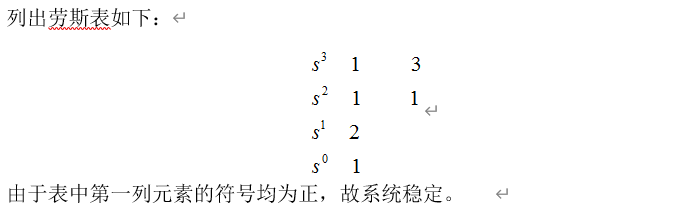 列出劳斯表如下：
s³ 1 3
s² 1 1
s¹ 2
s⁰ 1
由于表中第一列元素的符号均为正，故系统稳定。